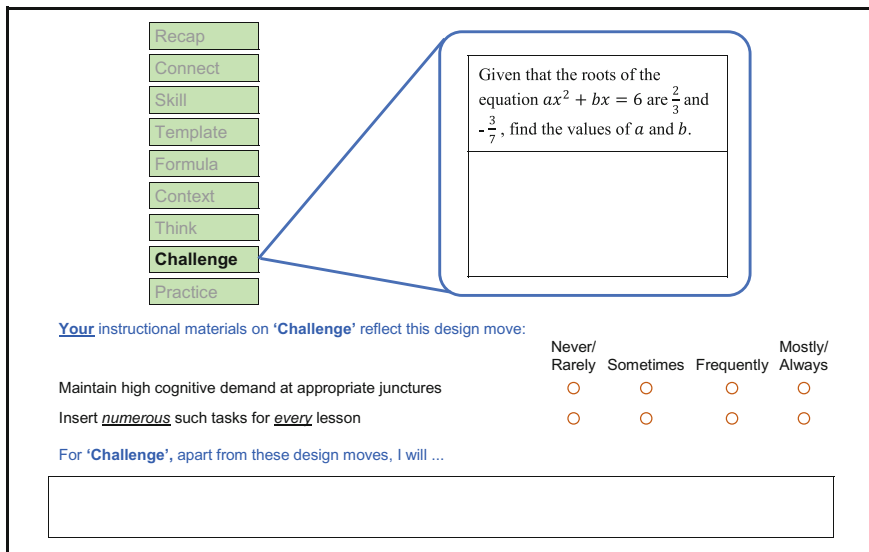 Recap
Connect
Skill
Template
Formula
Context
Think
Challenge
Practice
Given that the roots of the
equation 𝑎𝑥² + 𝑏𝑥 = 6 are 2/3 and
- 3/7 , find the values of 𝑎 and 𝑏.
Your instructional materials on ‘Challenge’ reflect this design move:
Never/ Mostly/
Rarely Sometimes Frequently Always
Maintain high cognitive demand at appropriate junctures
Insert numerous such tasks for every lesson
For ‘Challenge’, apart from these design moves, I will ...